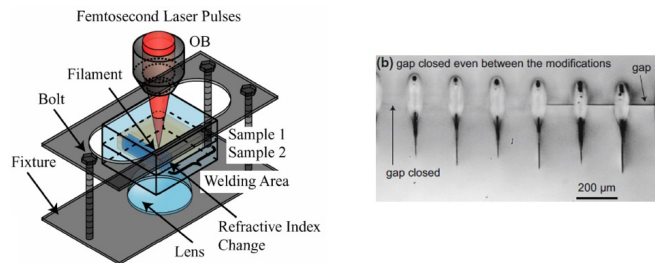 Femtosecond Laser Pulses
OB
Filament
Bolt
Sample 1
Sample 2
Fixture
Welding Area
Refractive Index
Change
Lens
(b) gap closed even between the modifications
gap
gap closed
200 µm